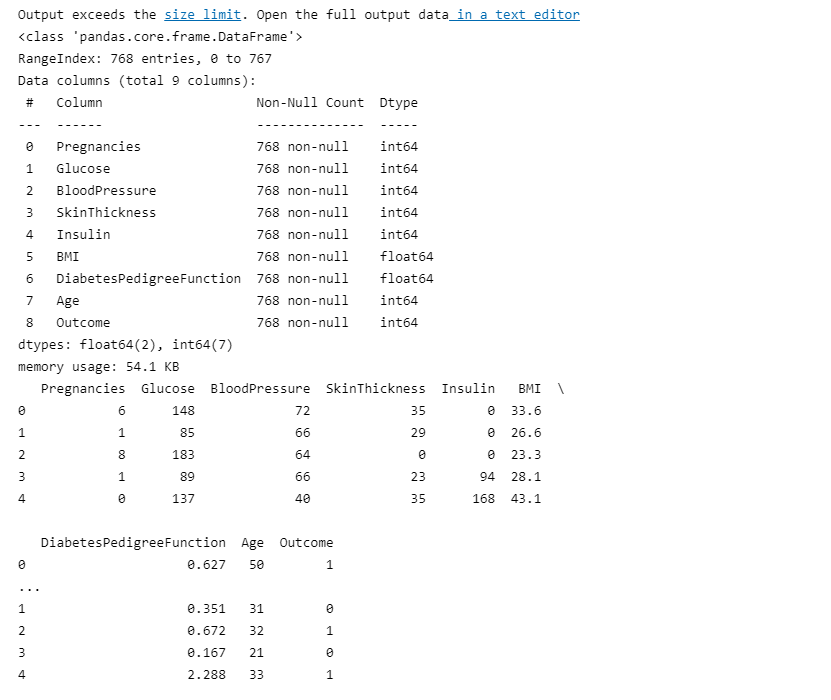 Output exceeds the size limit. Open the full output data in a text editor
<class 'pandas.core.frame.DataFrame'>
RangeIndex: 768 entries, 0 to 767
Data columns (total 9 columns):
 #   Column                    Non-Null Count  Dtype
---  ------                    --------------  -----
 0   Pregnancies               768 non-null    int64
 1   Glucose                   768 non-null    int64
 2   BloodPressure             768 non-null    int64
 3   SkinThickness             768 non-null    int64
 4   Insulin                   768 non-null    int64
 5   BMI                       768 non-null    float64
 6   DiabetesPedigreeFunction  768 non-null    float64
 7   Age                       768 non-null    int64
 8   Outcome                   768 non-null    int64
dtypes: float64(2), int64(7)
memory usage: 54.1 KB
   Pregnancies  Glucose  BloodPressure  SkinThickness  Insulin   BMI  \
0            6      148             72             35        0  33.6
1            1       85             66             29        0  26.6
2            8      183             64              0        0  23.3
3            1       89             66             23       94  28.1
4            0      137             40             35      168  43.1
   DiabetesPedigreeFunction  Age  Outcome
0                     0.627   50        1
...
1                     0.351   31        0
2                     0.672   32        1
3                     0.167   21        0
4                     2.288   33        1